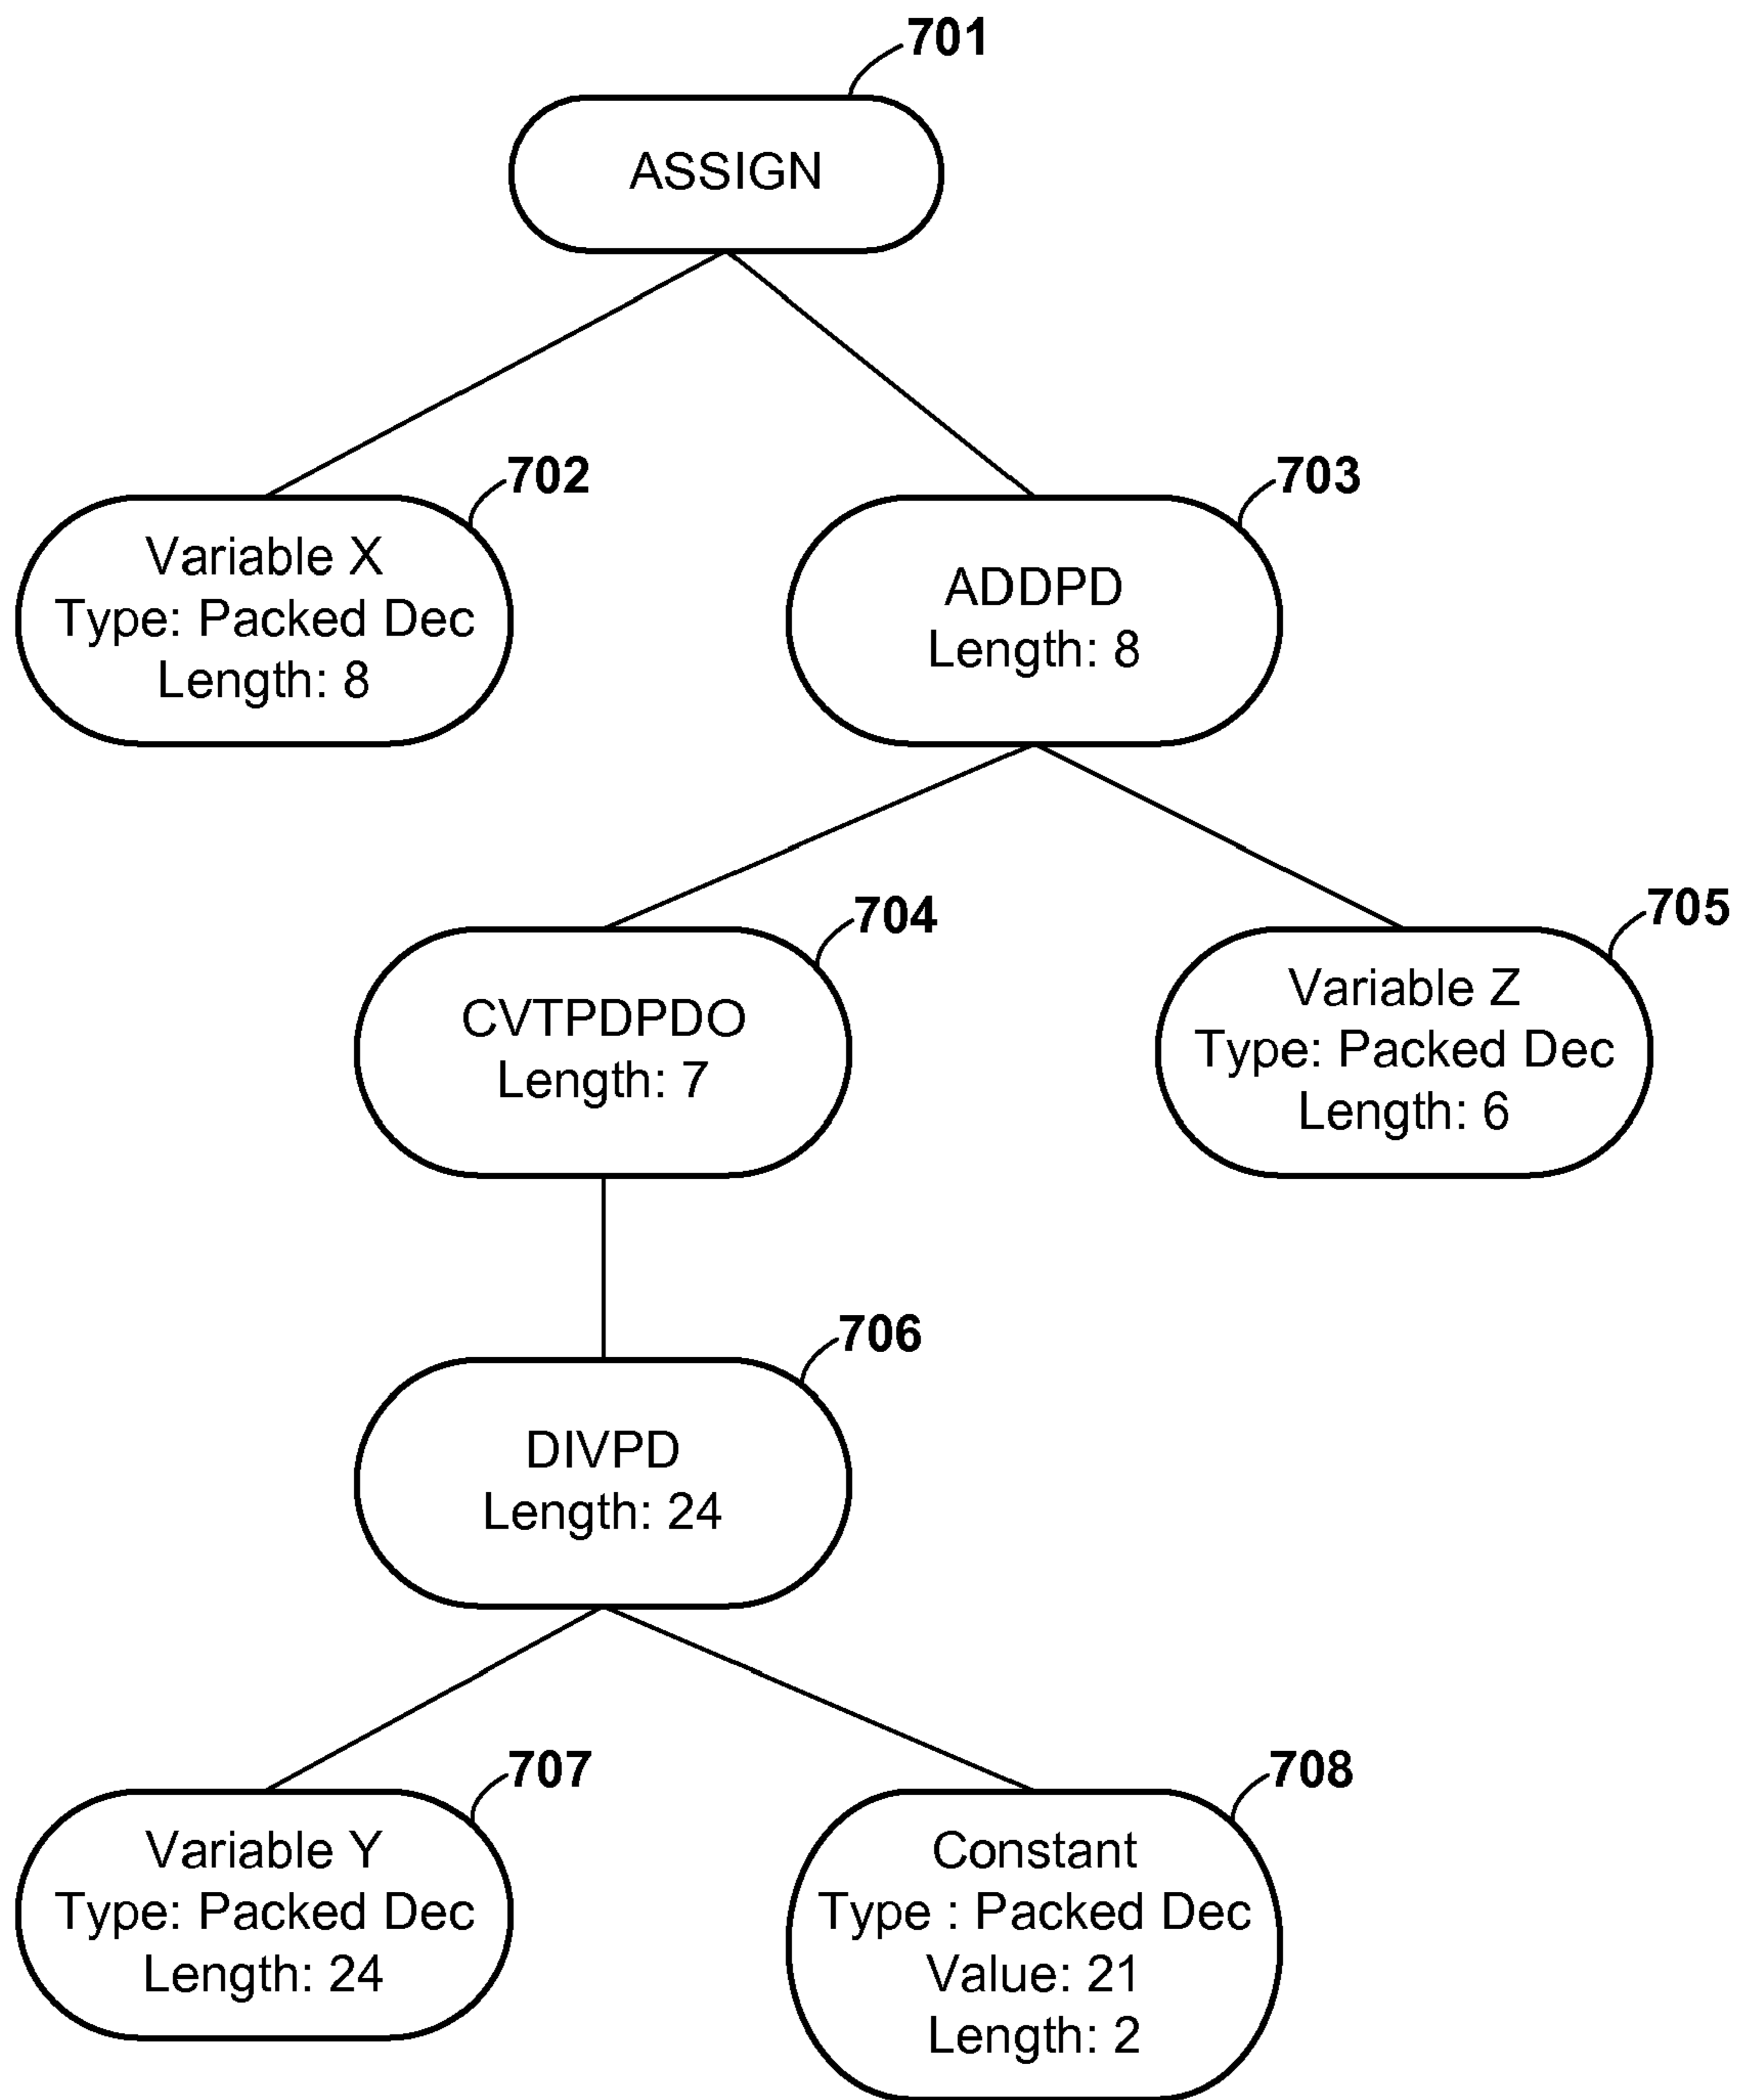 701
ASSIGN
702
Variable X
Type: Packed Dec
Length: 8
703
ADDPD
Length: 8
704
CVTPDPDO
Length: 7
705
Variable Z
Type: Packed Dec
Length: 6
706
DIVPD
Length: 24
707
Variable Y
Type: Packed Dec
Length: 24
708
Constant
Type : Packed Dec
Value: 21
Length: 2